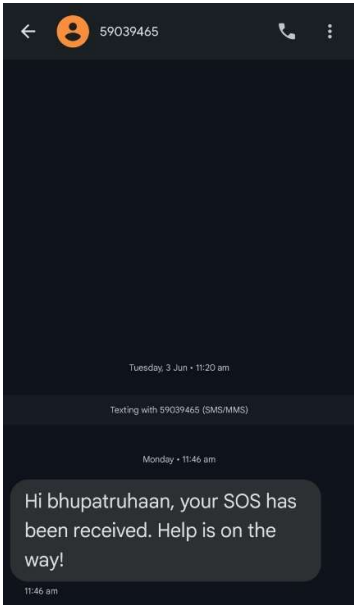 59039465
Tuesday, 3 Jun • 11:20 am
Texting with 59039465 (SMS/MMS)
Monday • 11:46 am
Hi bhupatruhaan, your SOS has
been received. Help is on the
way!
11:46 am